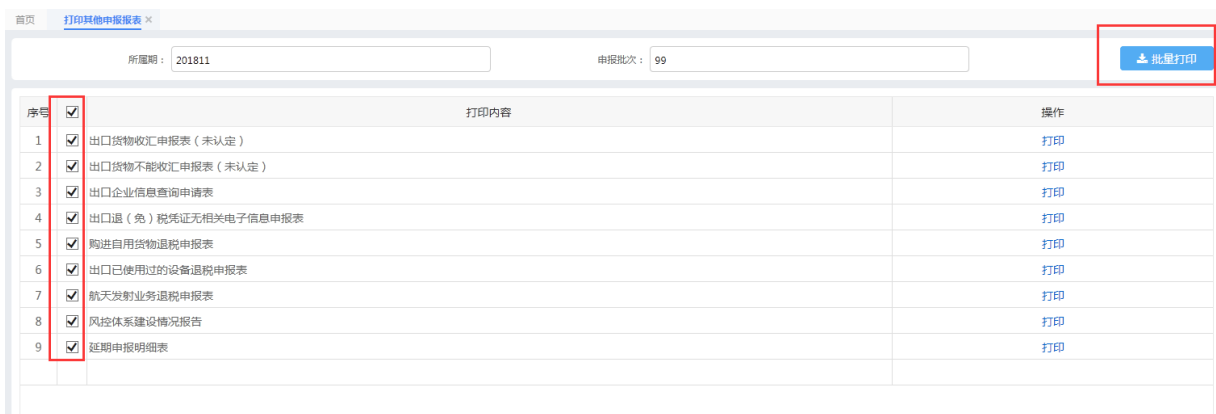 首页 打印其他申报报表 ×
所属期： 201811 申报批次： 99 批量打印
序号 打印内容 操作
1 出口货物收汇申报表（未认定） 打印
2 出口货物不能收汇申报表（未认定） 打印
3 出口企业信息查询申请表 打印
4 出口退（免）税凭证无相关电子信息申报表 打印
5 购进自用货物退税申报表 打印
6 出口已使用过的设备退税申报表 打印
7 航天发射业务退税申报表 打印
8 风控体系建设情况报告 打印
9 延期申报明细表 打印